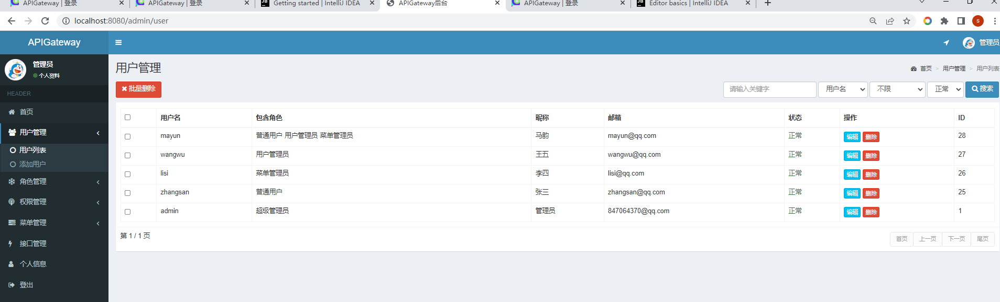 APIGateway | 登录
APIGateway | 登录
Getting started | IntelliJ IDEA
APIGateway后台
APIGateway | 登录
Editor basics | IntelliJ IDEA
localhost:8080/admin/user
S
APIGateway
管理员
管理员
个人资料
HEADER
首页
用户管理
用户列表
添加用户
角色管理
权限管理
菜单管理
接口管理
个人信息
登出
用户管理
首页 > 用户管理 > 用户列表
批量删除
请输入关键字 用户名 不限 正常 搜索
用户名 包含角色 昵称 邮箱 状态 操作 ID
mayun 普通用户 用户管理员 菜单管理员 马韵 mayun@qq.com 正常 编辑 删除 28
wangwu 用户管理员 王五 wangwu@qq.com 正常 编辑 删除 27
lisi 菜单管理员 李四 lisi@qq.com 正常 编辑 删除 26
zhangsan 普通用户 张三 zhangsan@qq.com 正常 编辑 删除 25
admin 超级管理员 管理员 847064370@qq.com 正常 编辑 删除 1
第 1 / 1 页
首页 上一页 下一页 尾页